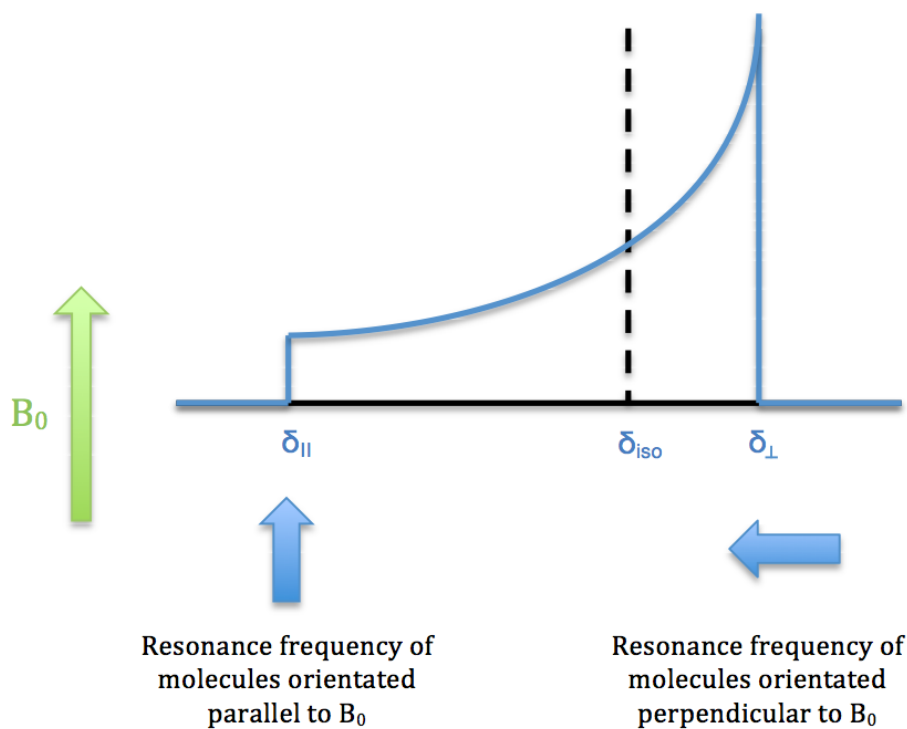 B₀
δ||
δiso
δ⊥
Resonance frequency of
molecules orientated
parallel to B₀
Resonance frequency of
molecules orientated
perpendicular to B₀